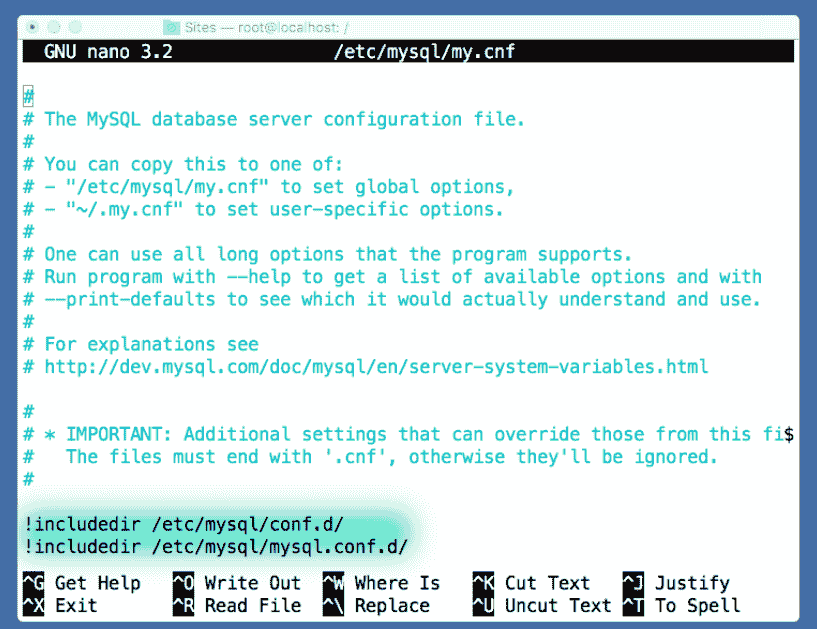 Sites — root@localhost: /
GNU nano 3.2 /etc/mysql/my.cnf
#
# The MySQL database server configuration file.
#
# You can copy this to one of:
# - "/etc/mysql/my.cnf" to set global options,
# - "~/.my.cnf" to set user-specific options.
#
# One can use all long options that the program supports.
# Run program with --help to get a list of available options and with
# --print-defaults to see which it would actually understand and use.
#
# For explanations see
# http://dev.mysql.com/doc/mysql/en/server-system-variables.html
#
# * IMPORTANT: Additional settings that can override those from this fi$
#   The files must end with '.cnf', otherwise they'll be ignored.
#
!includedir /etc/mysql/conf.d/
!includedir /etc/mysql/mysql.conf.d/
^G Get Help ^O Write Out ^W Where Is ^K Cut Text ^J Justify
^X Exit ^R Read File ^\ Replace ^U Uncut Text ^T To Spell